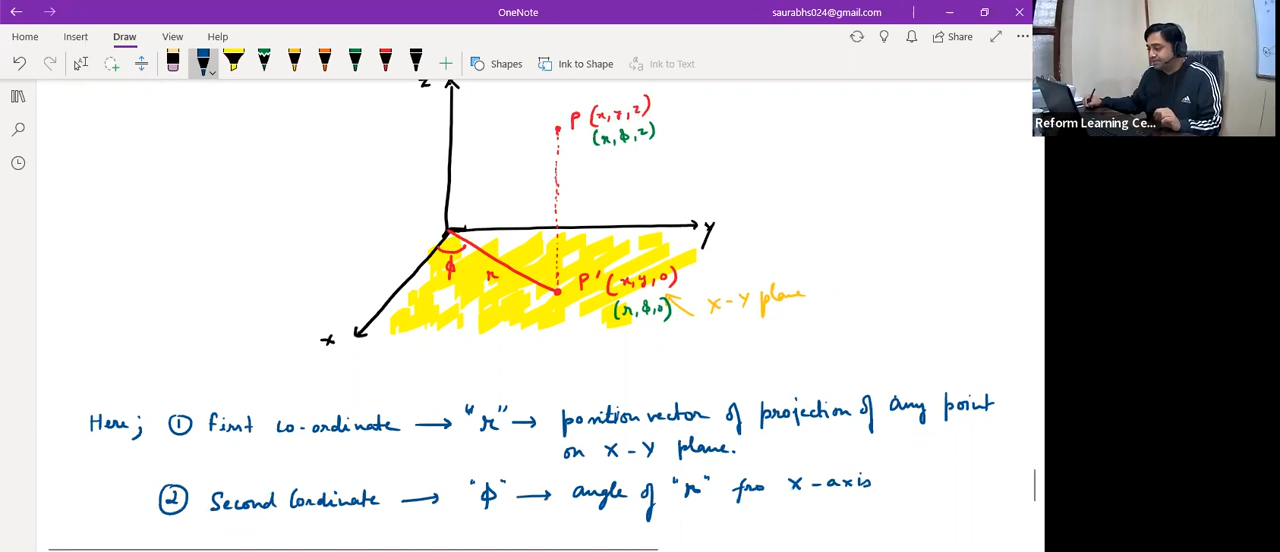 OneNote
saurabhs024@gmail.com
Home Insert Draw View Help
Share
Shapes
Ink to Shape
Ink to Text
Reform Learning Ce...
z
P (x, y, z)
(r, ϕ, z)
y
ϕ
r
P' (x, y, 0)
(r, ϕ, 0)
X-Y plane
x
Here; ① First co-ordinate → "r" → position vector of projection of any point
on X-Y plane.
② Second Cordinate → "ϕ" → angle of "r" fro X-axis